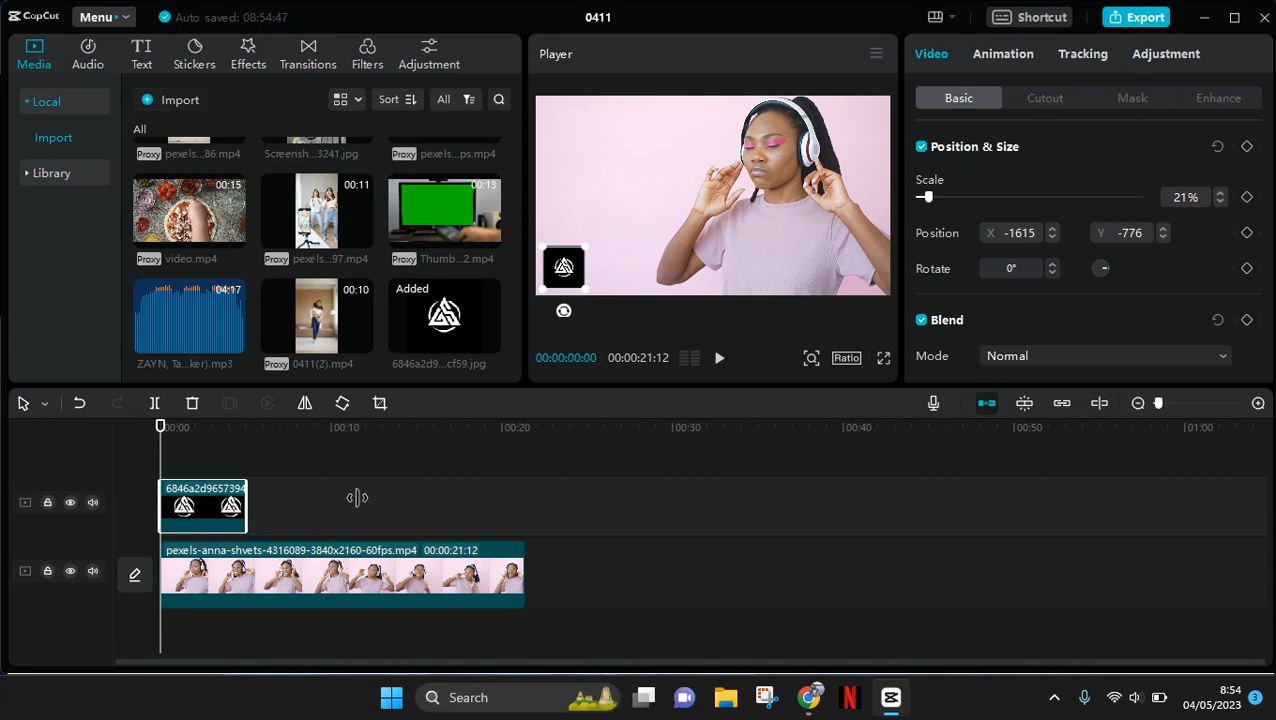 CapCut
Menu
Auto saved: 08:54:47
0411
Shortcut
Export
Media
Audio
Text
Stickers
Effects
Transitions
Filters
Adjustment
Player
Video
Animation
Tracking
Adjustment
Local
Import
Library
Import
Sort
All
All
Proxy pexels...86.mp4
Screensh...3241.jpg
Proxy pexels...ps.mp4
00:15
00:11
00:13
Proxy video.mp4
Proxy pexels...97.mp4
Proxy Thumb...2.mp4
04:17
00:10
Added
ZAYN, Ta...ker).mp3
Proxy 0411(2).mp4
6846a2d9...cf59.jpg
00:00:00:00
00:00:21:12
Ratio
Basic
Cutout
Mask
Enhance
Position & Size
Scale
21%
Position
X -1615
Y -776
Rotate
0°
Blend
Mode
Normal
00:00
00:10
00:20
00:30
00:40
00:50
01:00
6846a2d9657394
pexels-anna-shvets-4316089-3840x2160-60fps.mp4 00:00:21:12
Search
8:54
04/05/2023
3